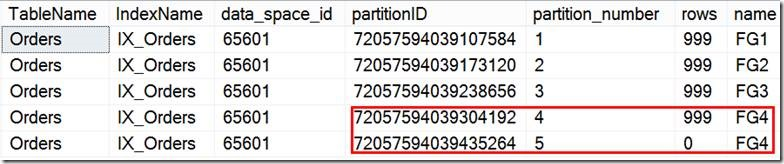 TableName IndexName data_space_id partitionID partition_number rows name
Orders IX_Orders 65601 72057594039107584 1 999 FG1
Orders IX_Orders 65601 72057594039173120 2 999 FG2
Orders IX_Orders 65601 72057594039238656 3 999 FG3
Orders IX_Orders 65601 72057594039304192 4 999 FG4
Orders IX_Orders 65601 72057594039435264 5 0 FG4